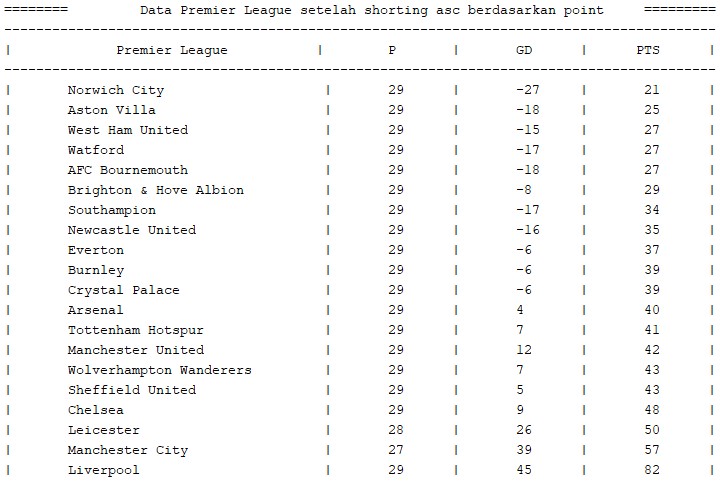 ======== Data Premier League setelah shorting asc berdasarkan point =========
-----------------------------------------------------------------------------------------
| Premier League | P | GD | PTS |
-----------------------------------------------------------------------------------------
| Norwich City | 29 | -27 | 21 |
| Aston Villa | 29 | -18 | 25 |
| West Ham United | 29 | -15 | 27 |
| Watford | 29 | -17 | 27 |
| AFC Bournemouth | 29 | -18 | 27 |
| Brighton & Hove Albion | 29 | -8 | 29 |
| Southampion | 29 | -17 | 34 |
| Newcastle United | 29 | -16 | 35 |
| Everton | 29 | -6 | 37 |
| Burnley | 29 | -6 | 39 |
| Crystal Palace | 29 | -6 | 39 |
| Arsenal | 29 | 4 | 40 |
| Tottenham Hotspur | 29 | 7 | 41 |
| Manchester United | 29 | 12 | 42 |
| Wolverhampton Wanderers | 29 | 7 | 43 |
| Sheffield United | 29 | 5 | 43 |
| Chelsea | 29 | 9 | 48 |
| Leicester | 28 | 26 | 50 |
| Manchester City | 27 | 39 | 57 |
| Liverpool | 29 | 45 | 82 |